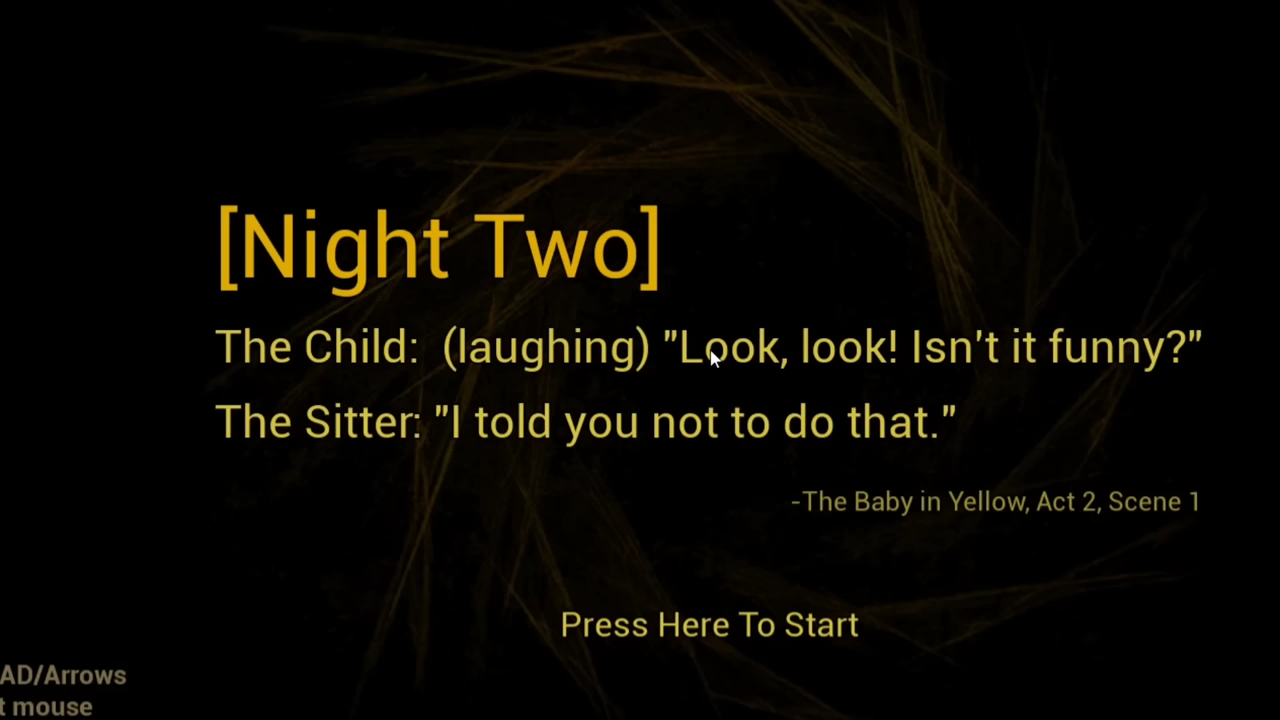 [Night Two]
The Child: (laughing) "Look, look! Isn't it funny?"
The Sitter: "I told you not to do that."
-The Baby in Yellow, Act 2, Scene 1
Press Here To Start
AD/Arrows
t mouse